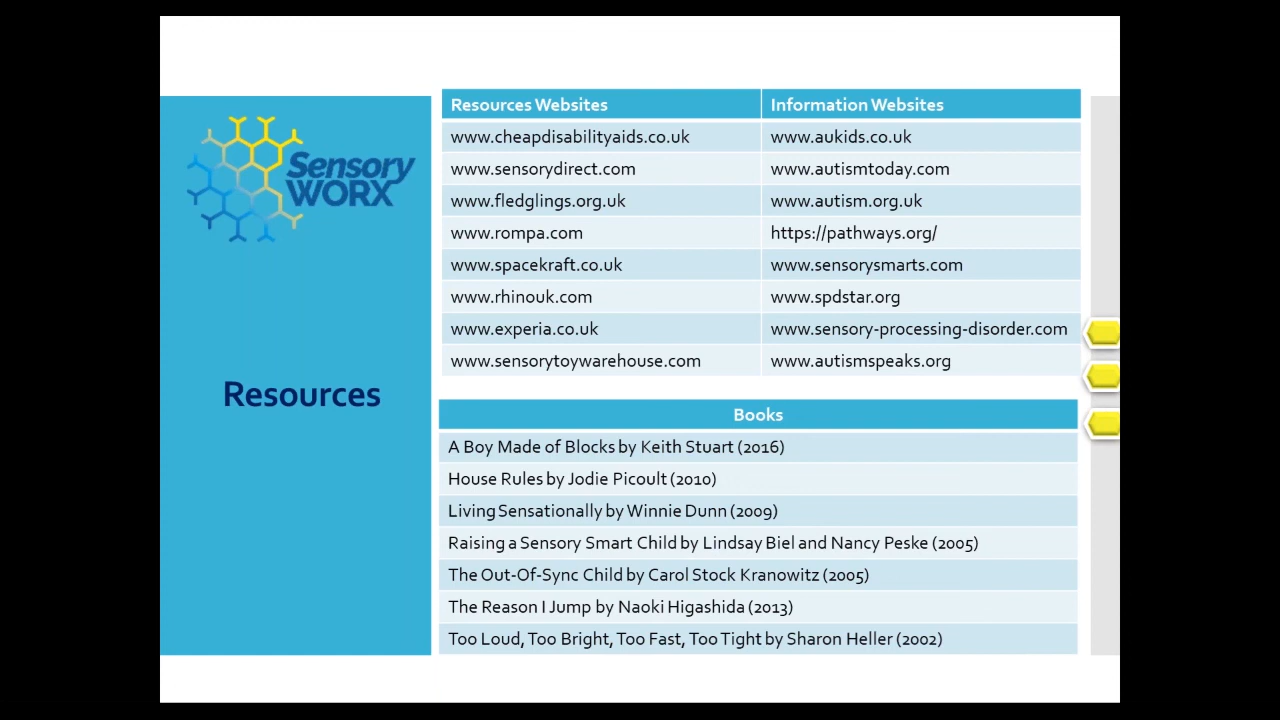 Sensory
WORX
Resources
Resources Websites Information Websites
www.cheapdisabilityaids.co.uk www.aukids.co.uk
www.sensorydirect.com www.autismtoday.com
www.fledglings.org.uk www.autism.org.uk
www.rompa.com https://pathways.org/
www.spacekraft.co.uk www.sensorysmarts.com
www.rhinouk.com www.spdstar.org
www.experia.co.uk www.sensory-processing-disorder.com
www.sensorytoywarehouse.com www.autismspeaks.org
Books
A Boy Made of Blocks by Keith Stuart (2016)
House Rules by Jodie Picoult (2010)
Living Sensationally by Winnie Dunn (2009)
Raising a Sensory Smart Child by Lindsay Biel and Nancy Peske (2005)
The Out-Of-Sync Child by Carol Stock Kranowitz (2005)
The Reason I Jump by Naoki Higashida (2013)
Too Loud, Too Bright, Too Fast, Too Tight by Sharon Heller (2002)